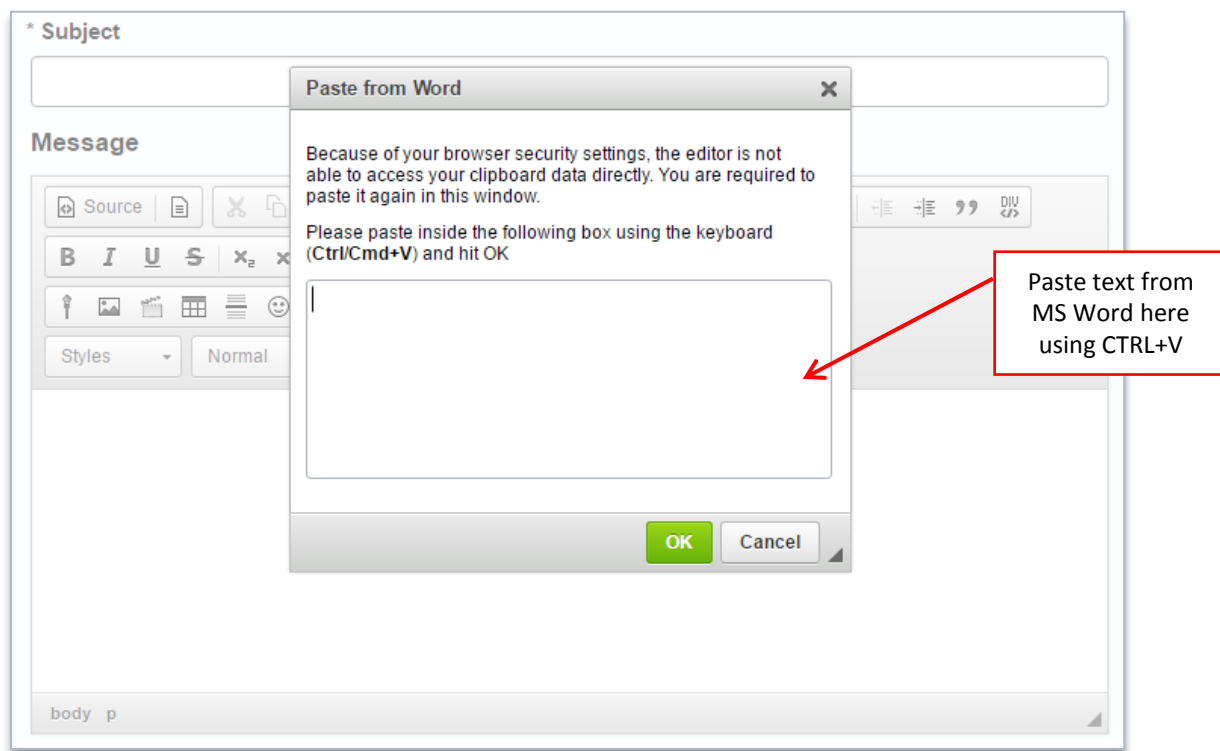 * Subject
Paste from Word
Message
Because of your browser security settings, the editor is not
able to access your clipboard data directly. You are required to
paste it again in this window.
Please paste inside the following box using the keyboard
(Ctrl/Cmd+V) and hit OK
Source
DIV
B I U S x₂ x
Styles
Normal
Paste text from
MS Word here
using CTRL+V
OK
Cancel
body p